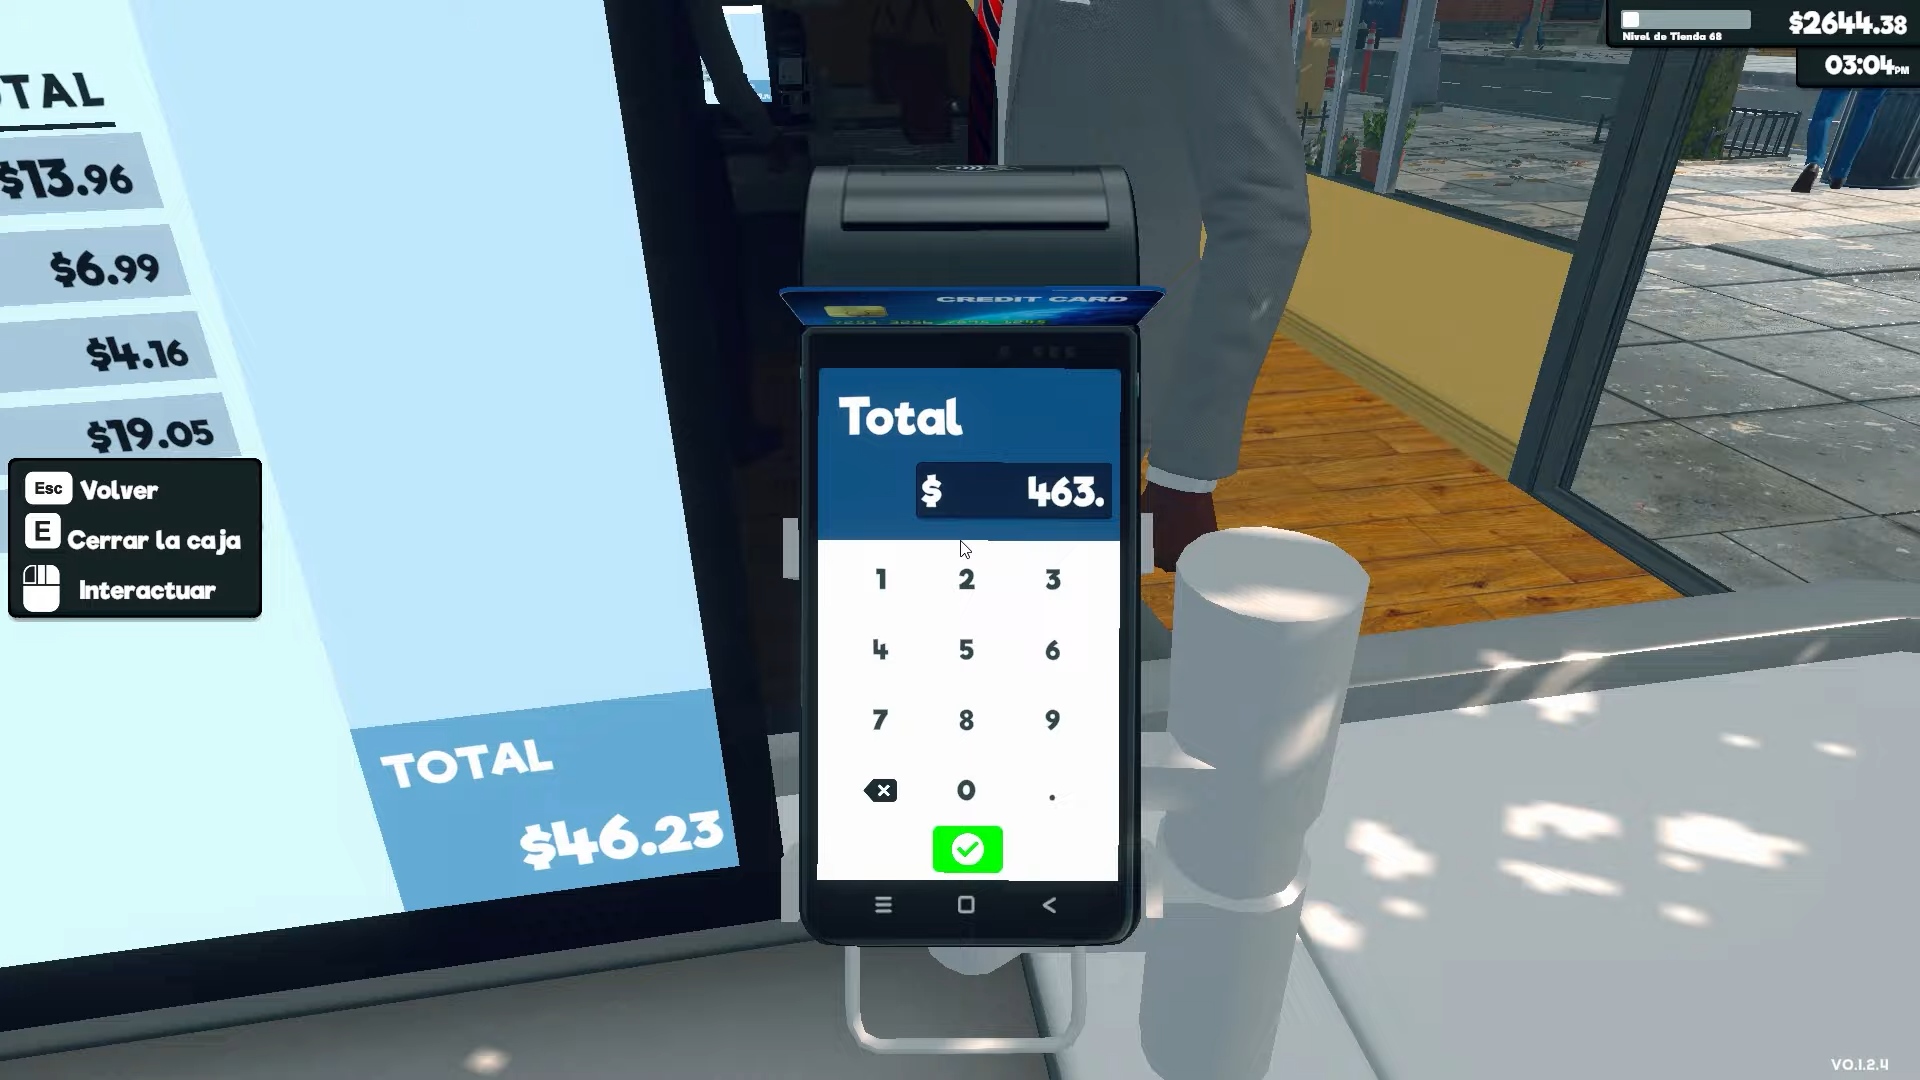 $2644.38
Nivel de Tienda 68
03:04PM
TOTAL
$13.96
$6.99
$4.16
$19.05
Esc Volver
E Cerrar la caja
Interactuar
TOTAL
$46.23
CREDIT CARD
Total
$ 463.
1 2 3
4 5 6
7 8 9
0 .
V0.1.2.4